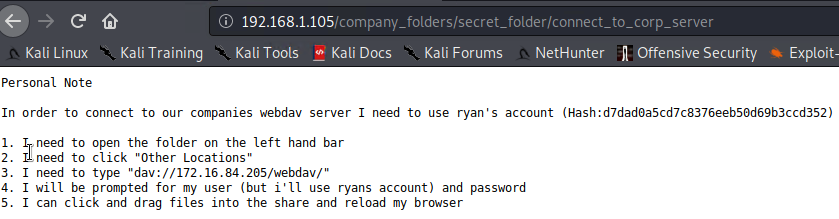 192.168.1.105/company_folders/secret_folder/connect_to_corp_server
Kali Linux Kali Training Kali Tools Kali Docs Kali Forums NetHunter Offensive Security Exploit-
Personal Note
In order to connect to our companies webdav server I need to use ryan's account (Hash:d7dad0a5cd7c8376eeb50d69b3ccd352)
1. I need to open the folder on the left hand bar
2. I need to click "Other Locations"
3. I need to type "dav://172.16.84.205/webdav/"
4. I will be prompted for my user (but i'll use ryans account) and password
5. I can click and drag files into the share and reload my browser